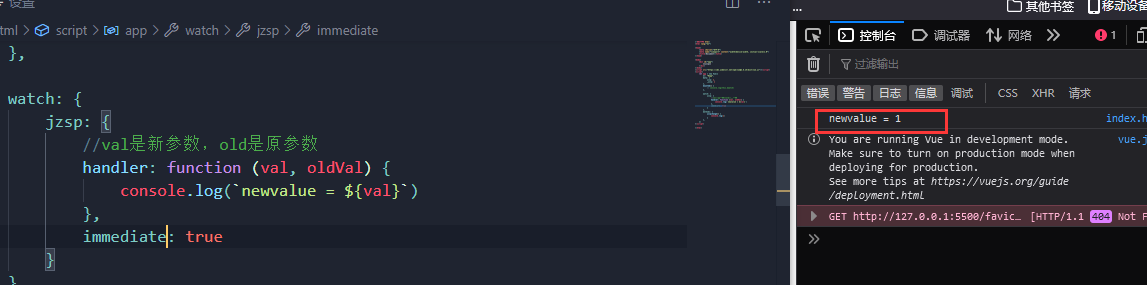 设置
...
其他书签
移动设备
tml > script > app > watch > jzsp > immediate
},
watch: {
jzsp: {
//val是新参数，old是原参数
handler: function (val, oldVal) {
console.log(`newvalue = ${val}`)
},
immediate: true
}
}
控制台
调试器
网络
1
过滤输出
错误 警告 日志 信息 调试 CSS XHR 请求
newvalue = 1 index.h
You are running Vue in development mode. vue.j
Make sure to turn on production mode when
deploying for production.
See more tips at https://vuejs.org/guide
/deployment.html
GET http://127.0.0.1:5500/favic… [HTTP/1.1 404 Not F